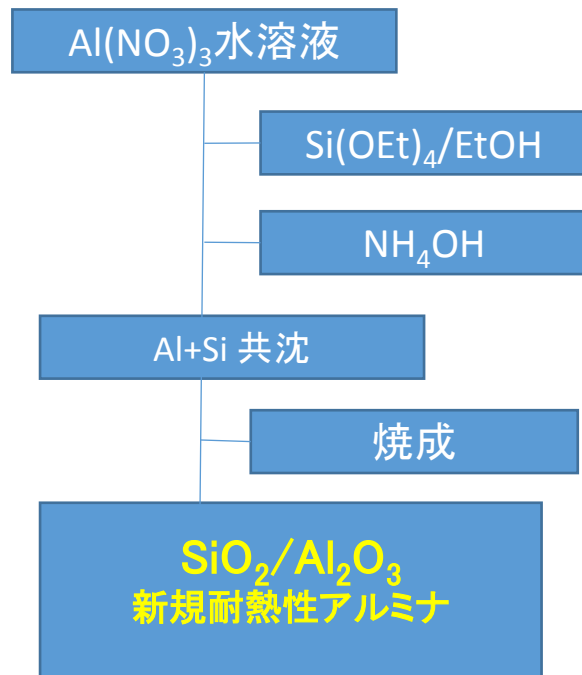 Al(NO₃)₃水溶液
Si(OEt)₄/EtOH
NH₄OH
Al+Si 共沈
焼成
SiO₂/Al₂O₃
新規耐熱性アルミナ